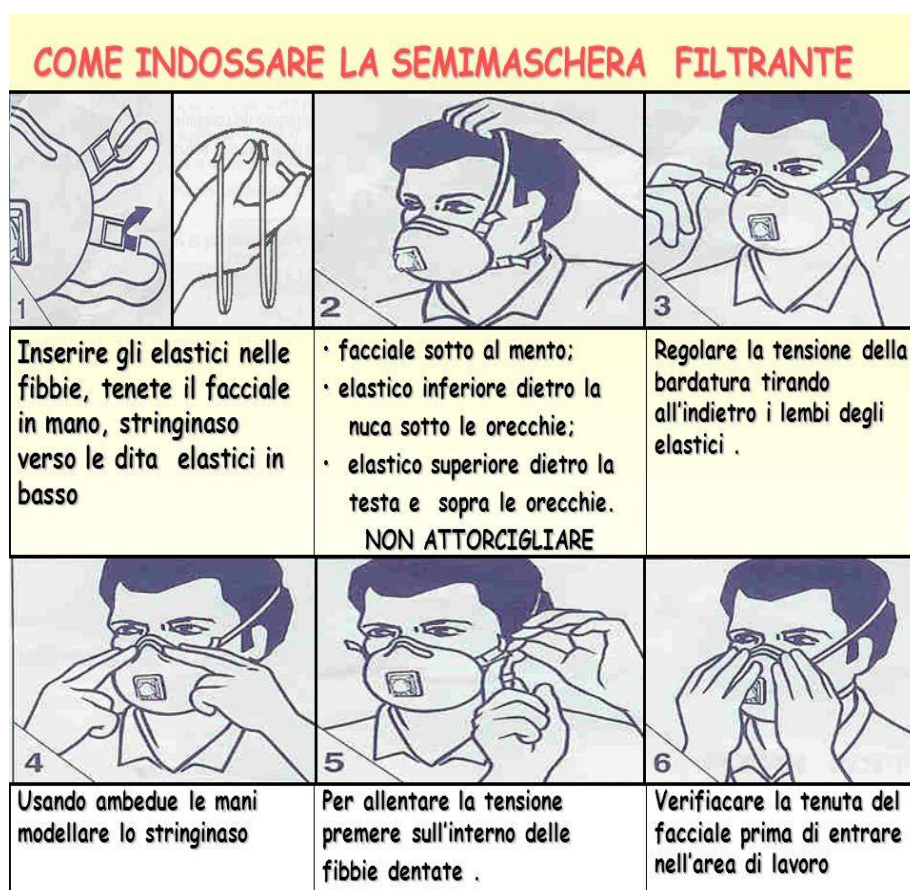 COME INDOSSARE LA SEMIMASCHERA FILTRANTE
1
2
3
Inserire gli elastici nelle
fibbie, tenete il facciale
in mano, stringinaso
verso le dita elastici in
basso
· facciale sotto al mento;
· elastico inferiore dietro la
nuca sotto le orecchie;
· elastico superiore dietro la
testa e sopra le orecchie.
NON ATTORCIGLIARE
Regolare la tensione della
bardatura tirando
all'indietro i lembi degli
elastici .
4
5
6
Usando ambedue le mani
modellare lo stringinaso
Per allentare la tensione
premere sull'interno delle
fibbie dentate .
Verifiacare la tenuta del
facciale prima di entrare
nell'area di lavoro